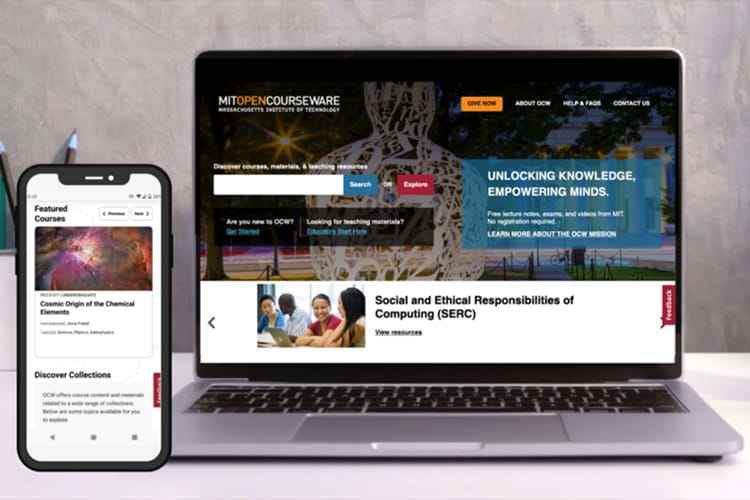 MITOPENCOURSEWARE
MASSACHUSETTS INSTITUTE OF TECHNOLOGY
GIVE NOW
ABOUT OCW
HELP & FAQS
CONTACT US
Discover courses, materials, & teaching resources
Search
OR
Explore
Are you new to OCW?
Get Started
Looking for teaching materials?
Educators Start Here
UNLOCKING KNOWLEDGE,
EMPOWERING MINDS.
Free lecture notes, exams, and videos from MIT.
No registration required.
LEARN MORE ABOUT THE OCW MISSION
Social and Ethical Responsibilities of
Computing (SERC)
View resources
Feedback
Featured
Courses
Previous
Next
UNDERGRADUATE
Cosmic Origin of the Chemical
Elements
Instructor(s): Anna Frebel
Topic(s): Science, Physics, Astrophysics
Discover Collections
OCW offers course content and materials
related to a wide range of collections.
Below are some topics available for you
to explore.
Feedback